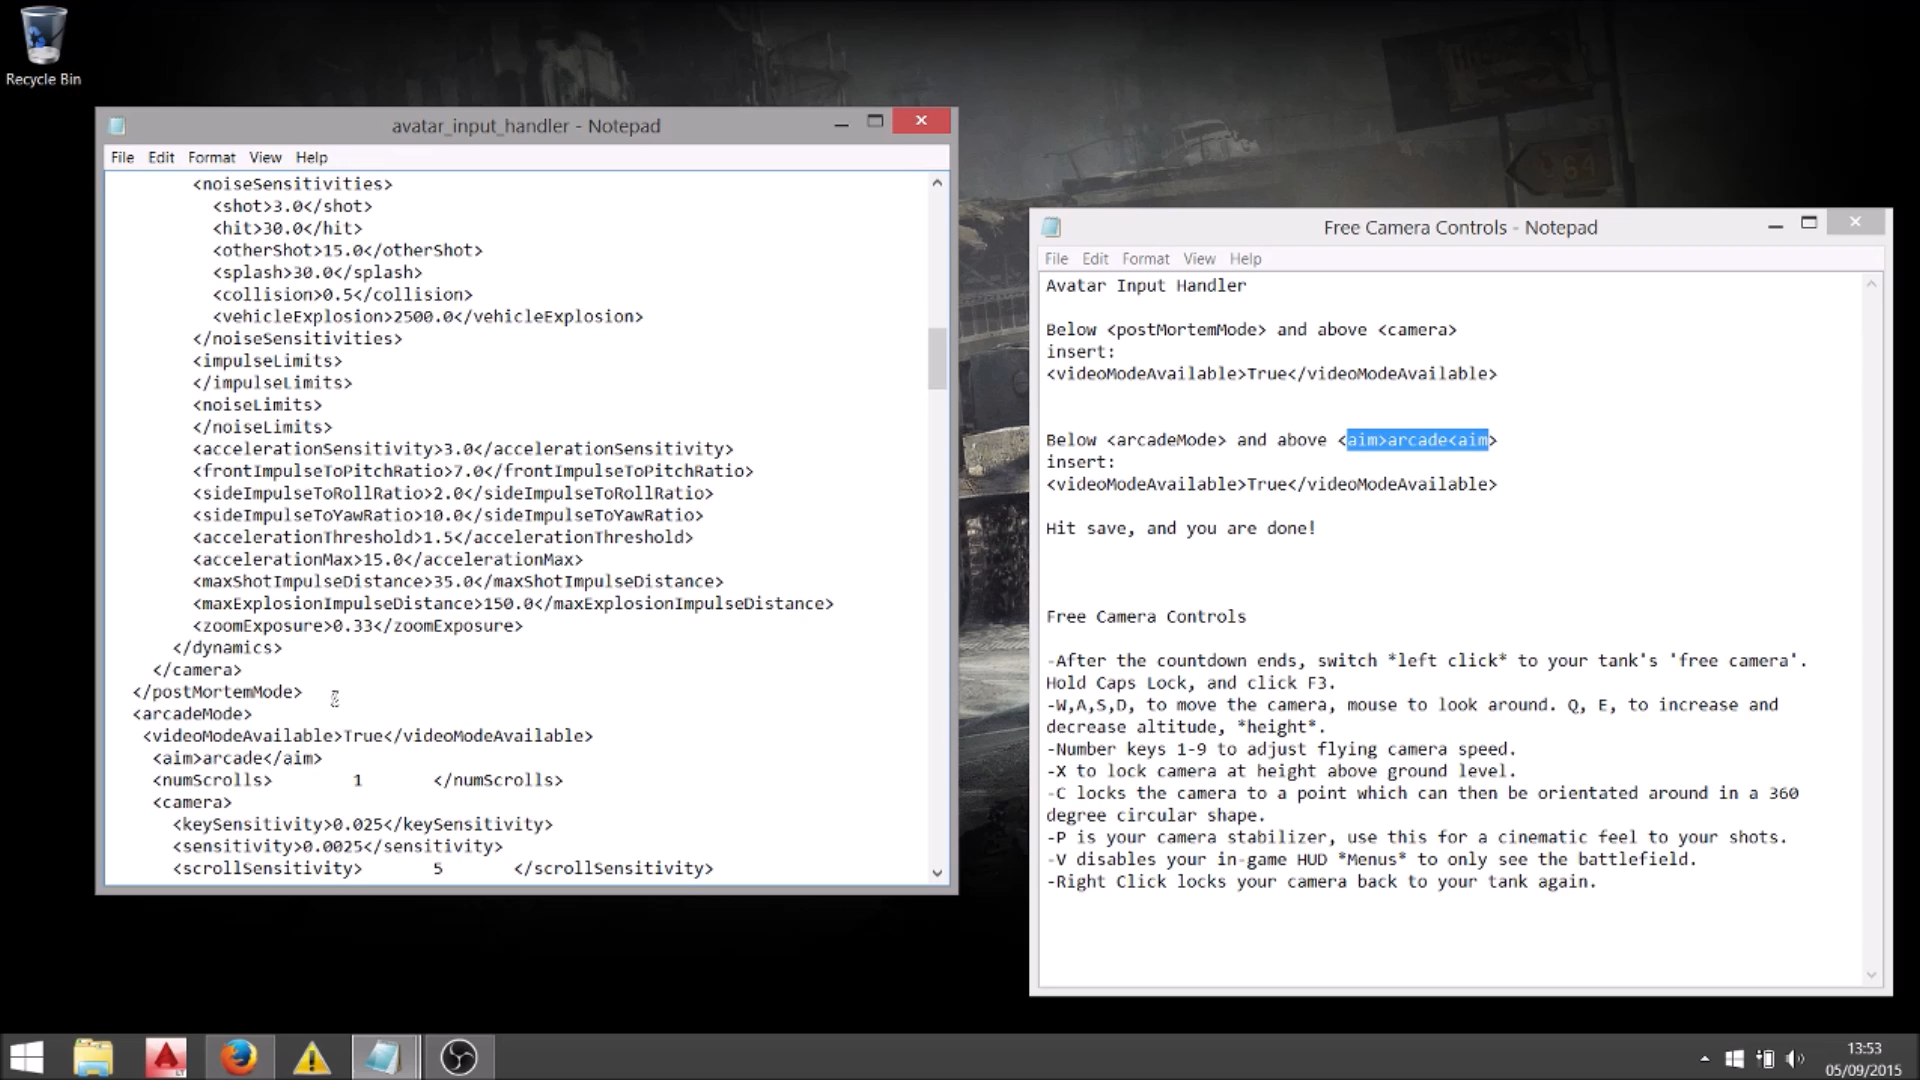 Recycle Bin
avatar_input_handler - Notepad
File Edit Format View Help
<noiseSensitivities>
<shot>3.0</shot>
<hit>30.0</hit>
<otherShot>15.0</otherShot>
<splash>30.0</splash>
<collision>0.5</collision>
<vehicleExplosion>2500.0</vehicleExplosion>
</noiseSensitivities>
<impulseLimits>
</impulseLimits>
<noiseLimits>
</noiseLimits>
<accelerationSensitivity>3.0</accelerationSensitivity>
<frontImpulseToPitchRatio>7.0</frontImpulseToPitchRatio>
<sideImpulseToRollRatio>2.0</sideImpulseToRollRatio>
<sideImpulseToYawRatio>10.0</sideImpulseToYawRatio>
<accelerationThreshold>1.5</accelerationThreshold>
<accelerationMax>15.0</accelerationMax>
<maxShotImpulseDistance>35.0</maxShotImpulseDistance>
<maxExplosionImpulseDistance>150.0</maxExplosionImpulseDistance>
<zoomExposure>0.33</zoomExposure>
</dynamics>
</camera>
</postMortemMode>
<arcadeMode>
<videoModeAvailable>True</videoModeAvailable>
<aim>arcade</aim>
<numScrolls> 1 </numScrolls>
<camera>
<keySensitivity>0.025</keySensitivity>
<sensitivity>0.0025</sensitivity>
<scrollSensitivity> 5 </scrollSensitivity>
Free Camera Controls - Notepad
File Edit Format View Help
Avatar Input Handler
Below <postMortemMode> and above <camera>
insert:
<videoModeAvailable>True</videoModeAvailable>
Below <arcadeMode> and above <aim>arcade<aim>
insert:
<videoModeAvailable>True</videoModeAvailable>
Hit save, and you are done!
Free Camera Controls
-After the countdown ends, switch *left click* to your tank's 'free camera'.
Hold Caps Lock, and click F3.
-W,A,S,D, to move the camera, mouse to look around. Q, E, to increase and
decrease altitude, *height*.
-Number keys 1-9 to adjust flying camera speed.
-X to lock camera at height above ground level.
-C locks the camera to a point which can then be orientated around in a 360
degree circular shape.
-P is your camera stabilizer, use this for a cinematic feel to your shots.
-V disables your in-game HUD *Menus* to only see the battlefield.
-Right Click locks your camera back to your tank again.
13:53
05/09/2015